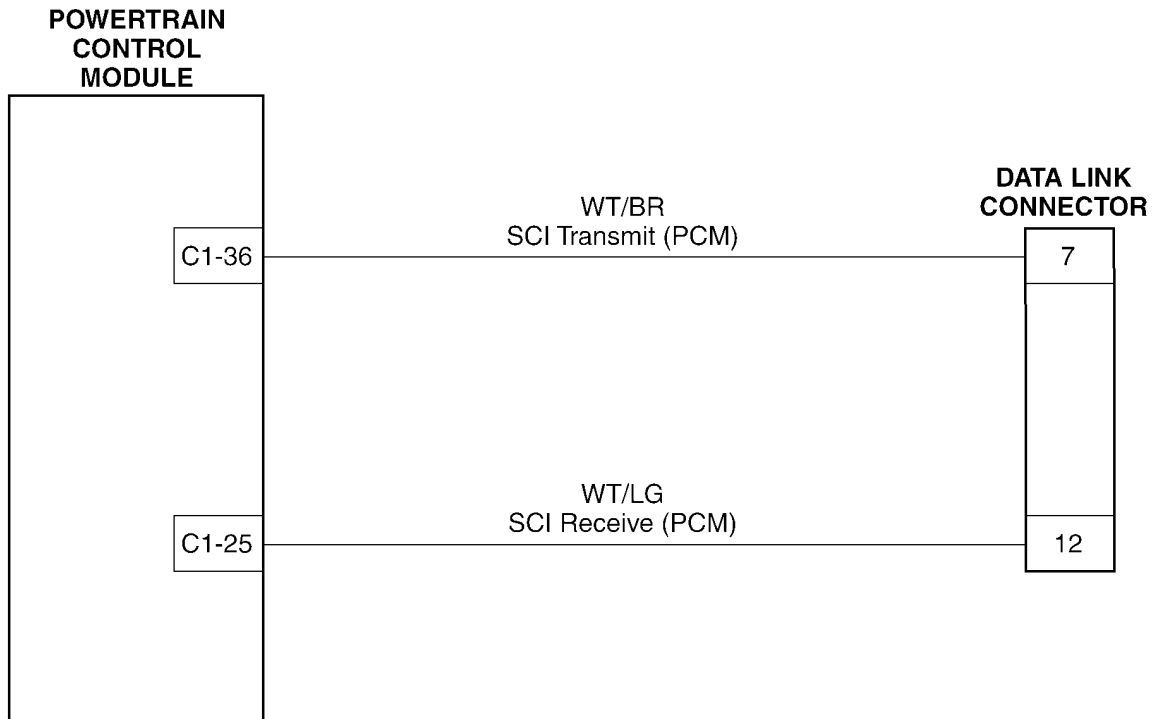 POWERTRAIN
CONTROL
MODULE
DATA LINK
CONNECTOR
WT/BR
SCI Transmit (PCM)
C1-36
7
WT/LG
SCI Receive (PCM)
C1-25
12